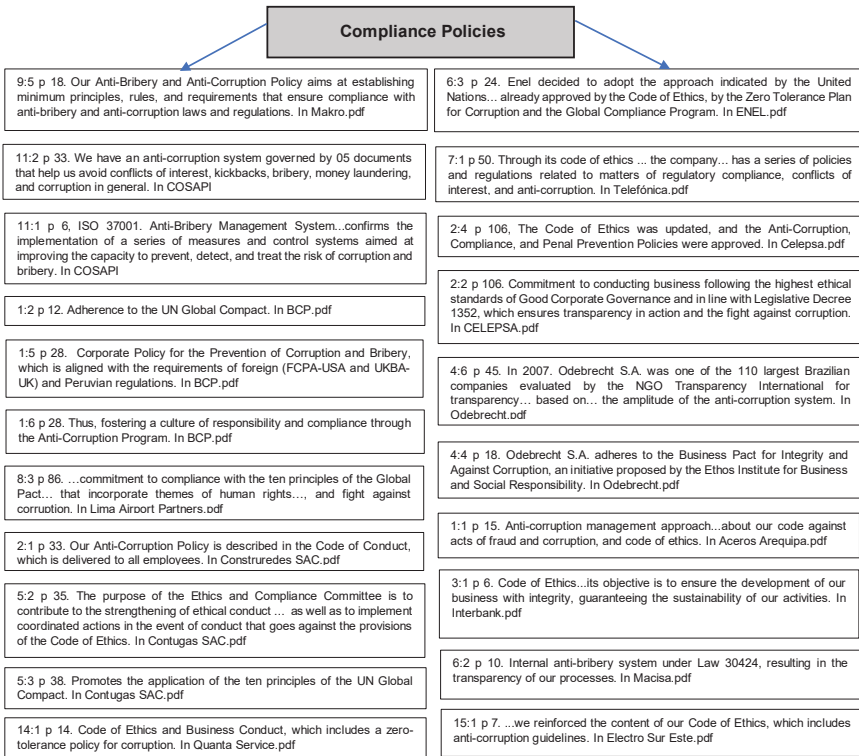 Compliance Policies
9:5 p 18. Our Anti-Bribery and Anti-Corruption Policy aims at establishing
minimum principles, rules, and requirements that ensure compliance with
anti-bribery and anti-corruption laws and regulations. In Makro.pdf
11:2 p 33. We have an anti-corruption system governed by 05 documents
that help us avoid conflicts of interest, kickbacks, bribery, money laundering,
and corruption in general. In COSAPI
11:1 p 6, ISO 37001. Anti-Bribery Management System...confirms the
implementation of a series of measures and control systems aimed at
improving the capacity to prevent, detect, and treat the risk of corruption and
bribery. In COSAPI
1:2 p 12. Adherence to the UN Global Compact. In BCP.pdf
1:5 p 28. Corporate Policy for the Prevention of Corruption and Bribery,
which is aligned with the requirements of foreign (FCPA-USA and UKBA-
UK) and Peruvian regulations. In BCP.pdf
1:6 p 28. Thus, fostering a culture of responsibility and compliance through
the Anti-Corruption Program. In BCP.pdf
8:3 p 86. ...commitment to compliance with the ten principles of the Global
Pact... that incorporate themes of human rights..., and fight against
corruption. In Lima Airport Partners.pdf
2:1 p 33. Our Anti-Corruption Policy is described in the Code of Conduct,
which is delivered to all employees. In Construredes SAC.pdf
5:2 p 35. The purpose of the Ethics and Compliance Committee is to
contribute to the strengthening of ethical conduct ... as well as to implement
coordinated actions in the event of conduct that goes against the provisions
of the Code of Ethics. In Contugas SAC.pdf
5:3 p 38. Promotes the application of the ten principles of the UN Global
Compact. In Contugas SAC.pdf
14:1 p 14. Code of Ethics and Business Conduct, which includes a zero-
tolerance policy for corruption. In Quanta Service.pdf
6:3 p 24. Enel decided to adopt the approach indicated by the United
Nations... already approved by the Code of Ethics, by the Zero Tolerance Plan
for Corruption and the Global Compliance Program. In ENEL.pdf
7:1 p 50. Through its code of ethics ... the company... has a series of policies
and regulations related to matters of regulatory compliance, conflicts of
interest, and anti-corruption. In Telefónica.pdf
2:4 p 106, The Code of Ethics was updated, and the Anti-Corruption,
Compliance, and Penal Prevention Policies were approved. In Celepsa.pdf
2:2 p 106. Commitment to conducting business following the highest ethical
standards of Good Corporate Governance and in line with Legislative Decree
1352, which ensures transparency in action and the fight against corruption.
In CELEPSA.pdf
4:6 p 45. In 2007. Odebrecht S.A. was one of the 110 largest Brazilian
companies evaluated by the NGO Transparency International for
transparency... based on... the amplitude of the anti-corruption system. In
Odebrecht.pdf
4:4 p 18. Odebrecht S.A. adheres to the Business Pact for Integrity and
Against Corruption, an initiative proposed by the Ethos Institute for Business
and Social Responsibility. In Odebrecht.pdf
1:1 p 15. Anti-corruption management approach...about our code against
acts of fraud and corruption, and code of ethics. In Aceros Arequipa.pdf
3:1 p 6. Code of Ethics...its objective is to ensure the development of our
business with integrity, guaranteeing the sustainability of our activities. In
Interbank.pdf
6:2 p 10. Internal anti-bribery system under Law 30424, resulting in the
transparency of our processes. In Macisa.pdf
15:1 p 7. ...we reinforced the content of our Code of Ethics, which includes
anti-corruption guidelines. In Electro Sur Este.pdf